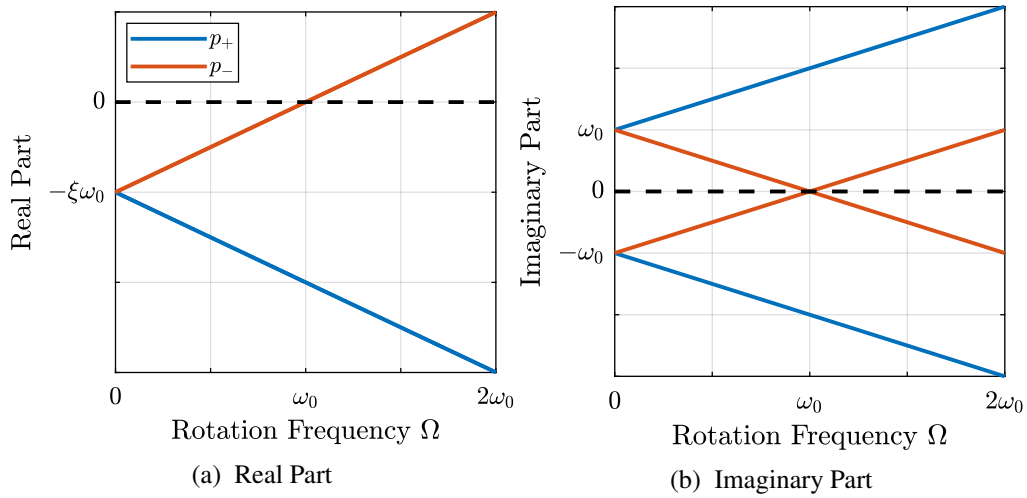 p₊
p₋
0
−ξω₀
Real Part
0
ω₀
2ω₀
Rotation Frequency Ω
(a) Real Part
ω₀
0
−ω₀
Imaginary Part
0
ω₀
2ω₀
Rotation Frequency Ω
(b) Imaginary Part